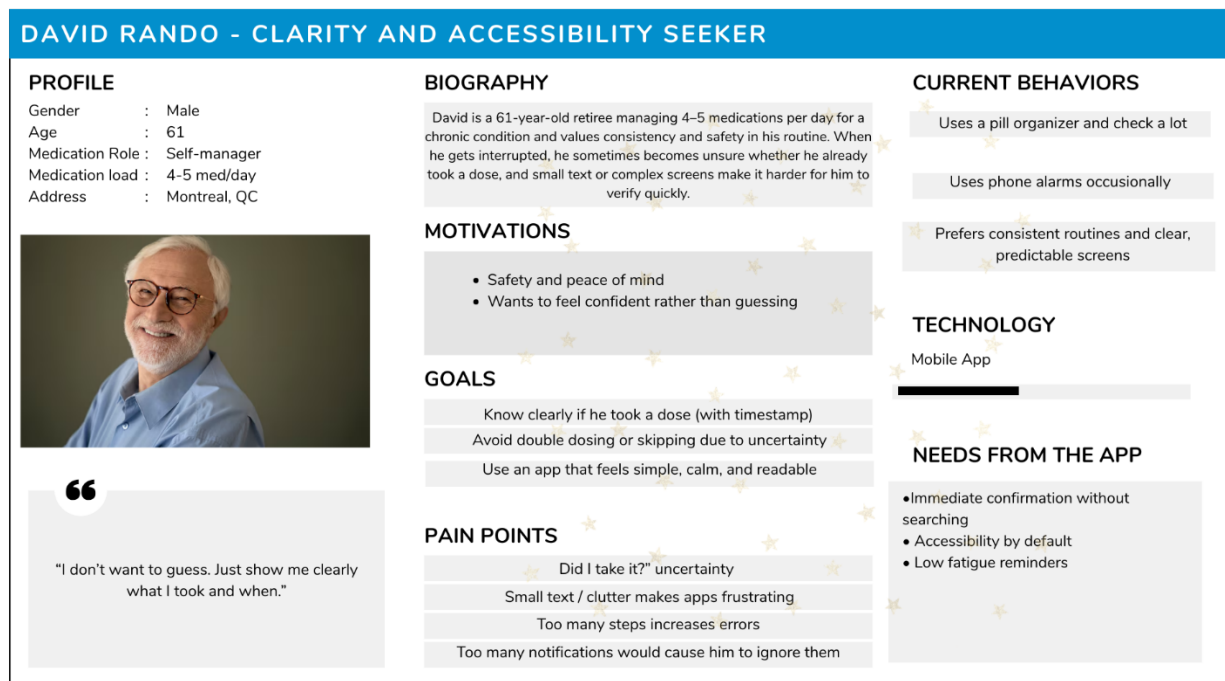 DAVID RANDO - CLARITY AND ACCESSIBILITY SEEKER
PROFILE
Gender : Male
Age : 61
Medication Role : Self-manager
Medication load : 4-5 med/day
Address : Montreal, QC
“I don’t want to guess. Just show me clearly
what I took and when.”
BIOGRAPHY
David is a 61-year-old retiree managing 4–5 medications per day for a
chronic condition and values consistency and safety in his routine. When
he gets interrupted, he sometimes becomes unsure whether he already
took a dose, and small text or complex screens make it harder for him to
verify quickly.
MOTIVATIONS
• Safety and peace of mind
• Wants to feel confident rather than guessing
GOALS
Know clearly if he took a dose (with timestamp)
Avoid double dosing or skipping due to uncertainty
Use an app that feels simple, calm, and readable
PAIN POINTS
Did I take it?” uncertainty
Small text / clutter makes apps frustrating
Too many steps increases errors
Too many notifications would cause him to ignore them
CURRENT BEHAVIORS
Uses a pill organizer and check a lot
Uses phone alarms occusionally
Prefers consistent routines and clear,
predictable screens
TECHNOLOGY
Mobile App
NEEDS FROM THE APP
•Immediate confirmation without
searching
• Accessibility by default
• Low fatigue reminders